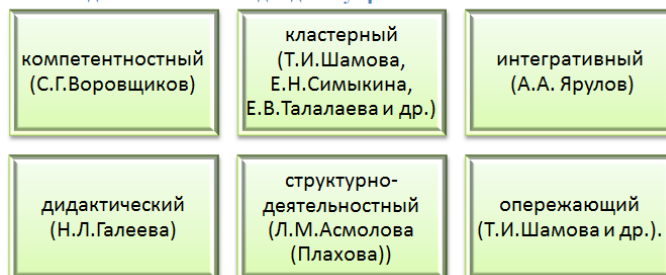 компетентностный
(С.Г.Воровщиков)
кластерный
(Т.И.Шамова,
Е.Н.Симыкина,
Е.В.Талалаева и др.)
интегративный
(А.А. Ярулов)
дидактический
(Н.Л.Галеева)
структурно-
деятельностный
(Л.М.Асмолова
(Плахова))
опережающий
(Т.И.Шамова и др.).